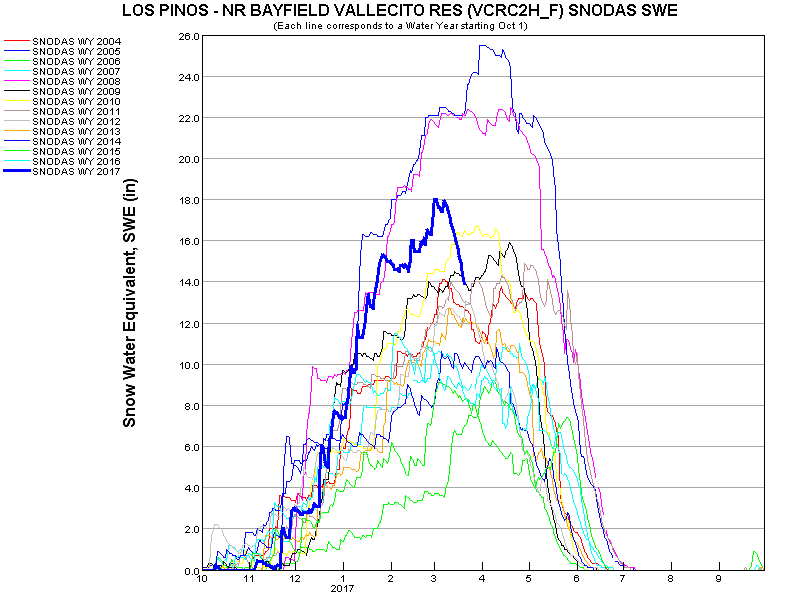 LOS PINOS - NR BAYFIELD VALLECITO RES (VCRC2H_F) SNODAS SWE
(Each line corresponds to a Water Year starting Oct 1)
SNODAS WY 2004
SNODAS WY 2005
SNODAS WY 2006
SNODAS WY 2007
SNODAS WY 2008
SNODAS WY 2009
SNODAS WY 2010
SNODAS WY 2011
SNODAS WY 2012
SNODAS WY 2013
SNODAS WY 2014
SNODAS WY 2015
SNODAS WY 2016
SNODAS WY 2017
Snow Water Equivalent, SWE (in)
26.0
24.0
22.0
20.0
18.0
16.0
14.0
12.0
10.0
8.0
6.0
4.0
2.0
0.0
10 11 12 1 2 3 4 5 6 7 8 9
2017